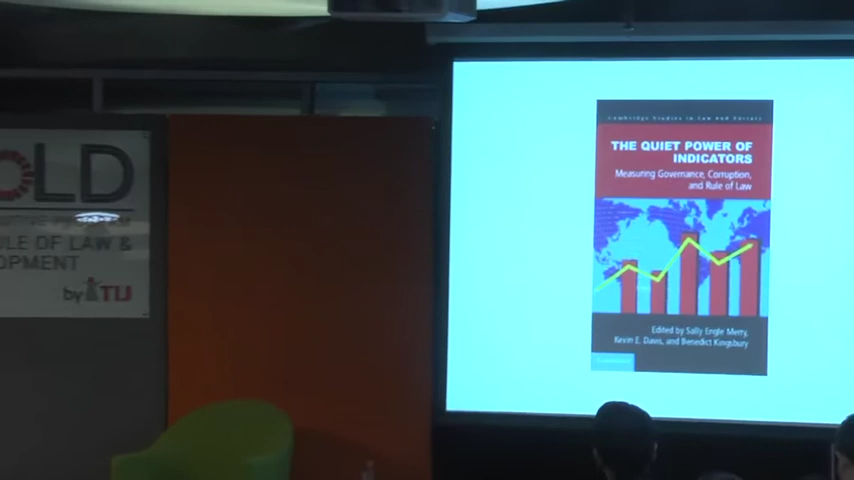 OLD
ULE OF LAW &
OPMENT
by TIJ
Cambridge Studies in Law and Society
THE QUIET POWER OF
INDICATORS
Measuring Governance, Corruption,
and Rule of Law
Edited by Sally Engle Merry,
Kevin E. Davis, and Benedict Kingsbury